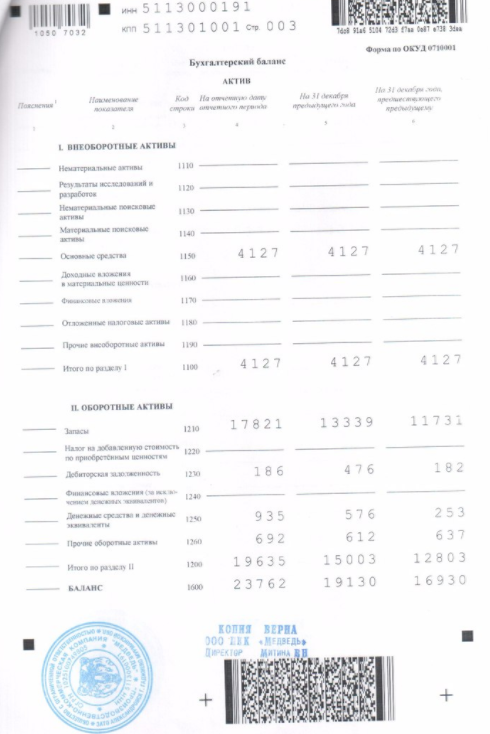 1050 7032
ИНН 5113000191
КПП 511301001 Стр. 003
Форма по ОКУД 0710001
Бухгалтерский баланс
АКТИВ
Пояснения 1 Наименование показателя Код строки На отчетную дату отчетного периода На 31 декабря предыдущего года На 31 декабря года, предшествующего предыдущему
1 2 3 4 5 6
I. ВНЕОБОРОТНЫЕ АКТИВЫ
Нематериальные активы 1110
Результаты исследований и разработок 1120
Нематериальные поисковые активы 1130
Материальные поисковые активы 1140
Основные средства 1150 4127 4127 4127
Доходные вложения в материальные ценности 1160
Финансовые вложения 1170
Отложенные налоговые активы 1180
Прочие внеоборотные активы 1190
Итого по разделу I 1100 4127 4127 4127
II. ОБОРОТНЫЕ АКТИВЫ
Запасы 1210 17821 13339 11731
Налог на добавленную стоимость по приобретённым ценностям 1220
Дебиторская задолженность 1230 186 476 182
Финансовые вложения (за исключением денежных эквивалентов) 1240
Денежные средства и денежные эквиваленты 1250 935 576 253
Прочие оборотные активы 1260 692 612 637
Итого по разделу II 1200 19635 15003 12803
БАЛАНС 1600 23762 19130 16930
КОПИЯ ВЕРНА
ООО ПКК «МЕДВЕДЬ»
ДИРЕКТОР МИТИНА